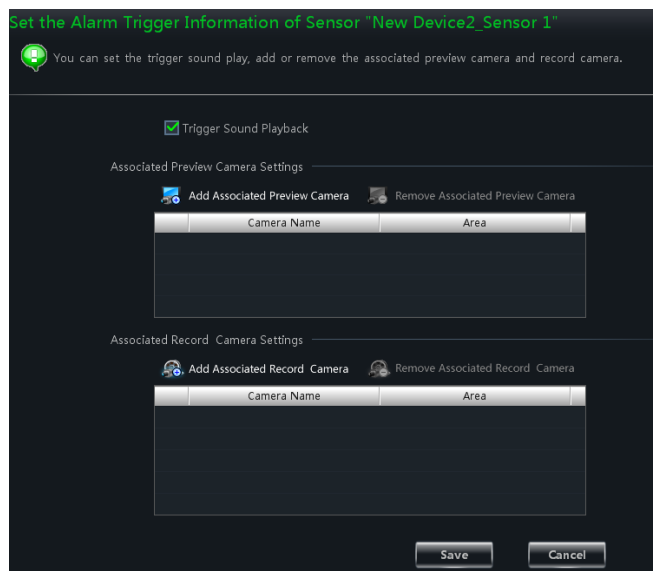 Set the Alarm Trigger Information of Sensor "New Device2_Sensor 1"
You can set the trigger sound play, add or remove the associated preview camera and record camera.
Trigger Sound Playback
Associated Preview Camera Settings
Add Associated Preview Camera Remove Associated Preview Camera
Camera Name Area
Associated Record Camera Settings
Add Associated Record Camera Remove Associated Record Camera
Camera Name Area
Save Cancel